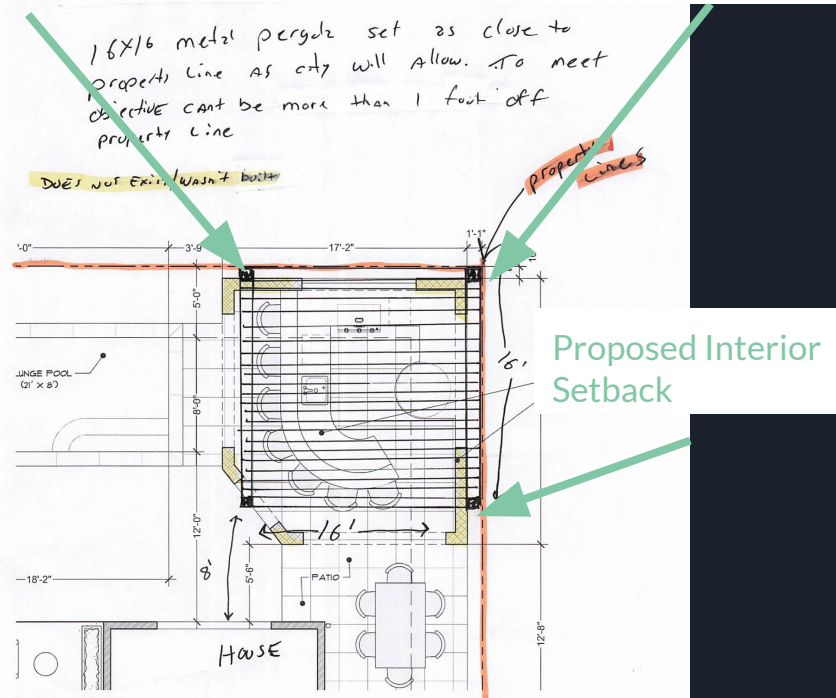 16X16 metal pergola set as close to
property line as city will allow. To meet
objective cant be more than 1 foot off
property line
DOES NOT EXIST/WASN'T built
property
lines
'-0"
3'-9
17'-2"
1'-1"
5'-0"
16'
Proposed Interior
Setback
UNGE POOL
(21' X 8')
8'-0"
12'-0"
16'
8'
5'-6"
18'-2"
PATIO
12'-8"
HOUSE